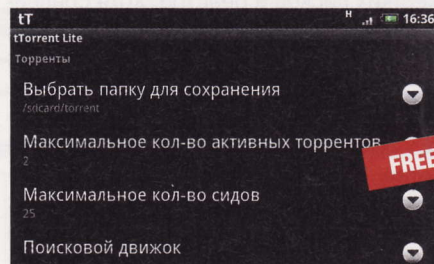 tT H 16:36
tTorrent Lite
Торренты
Выбрать папку для сохранения
/sdcard/torrent
Максимальное кол-во активных торрентов
2
FREE
Максимальное кол-во сидов
25
Поисковой движок